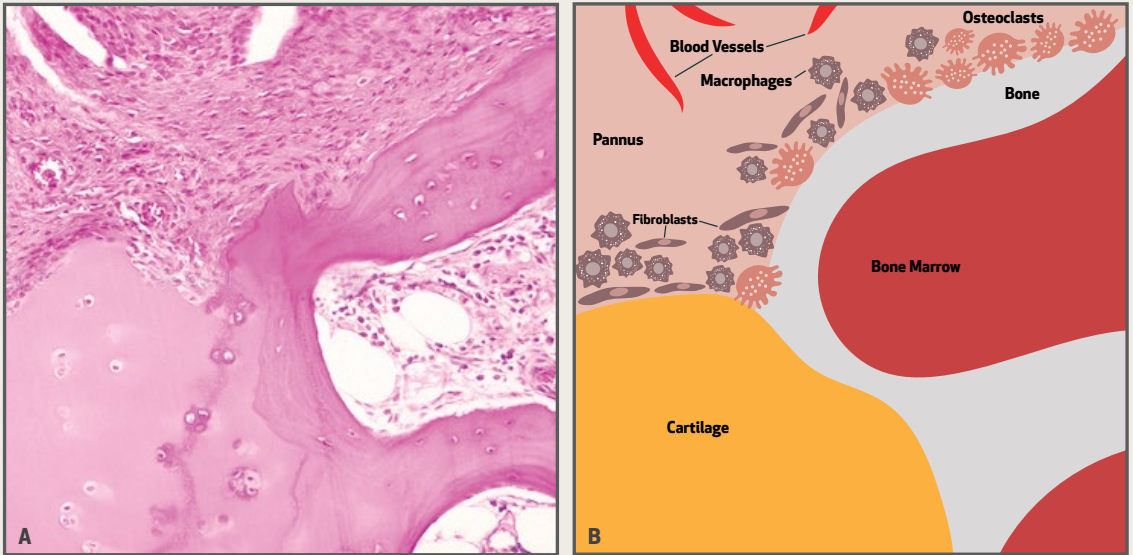 A
Osteoclasts
Blood Vessels
Macrophages
Bone
Pannus
Fibroblasts
Bone Marrow
Cartilage
B